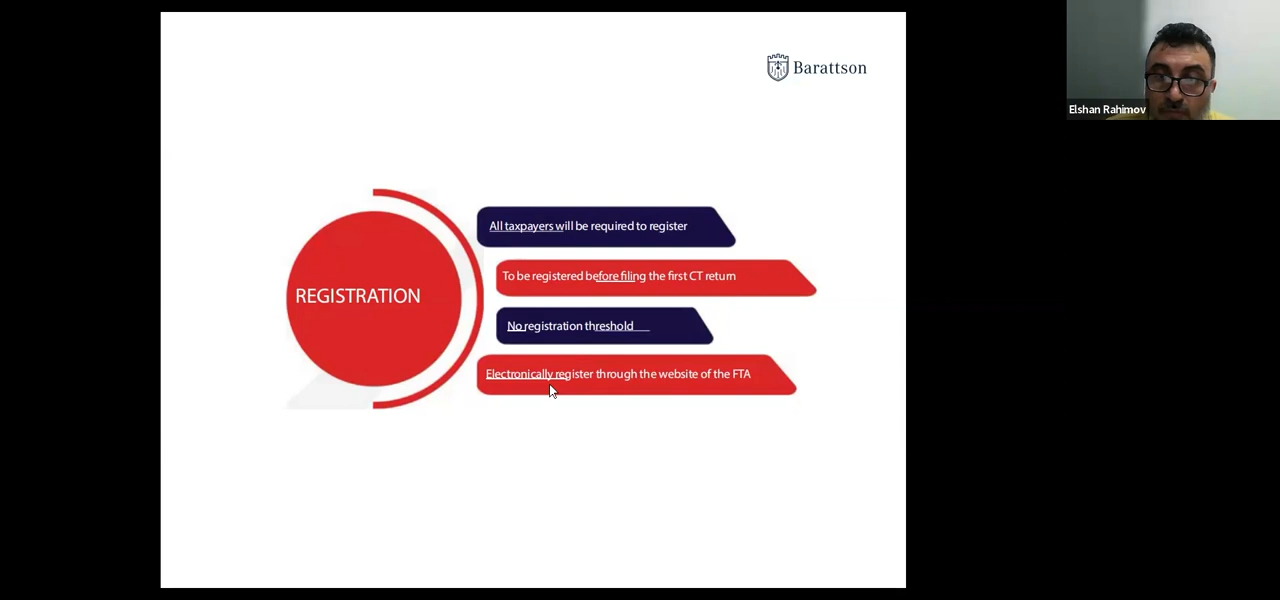 Barattson
Elshan Rahimov
REGISTRATION
All taxpayers will be required to register
To be registered before filing the first CT return
No registration threshold
Electronically register through the website of the FTA